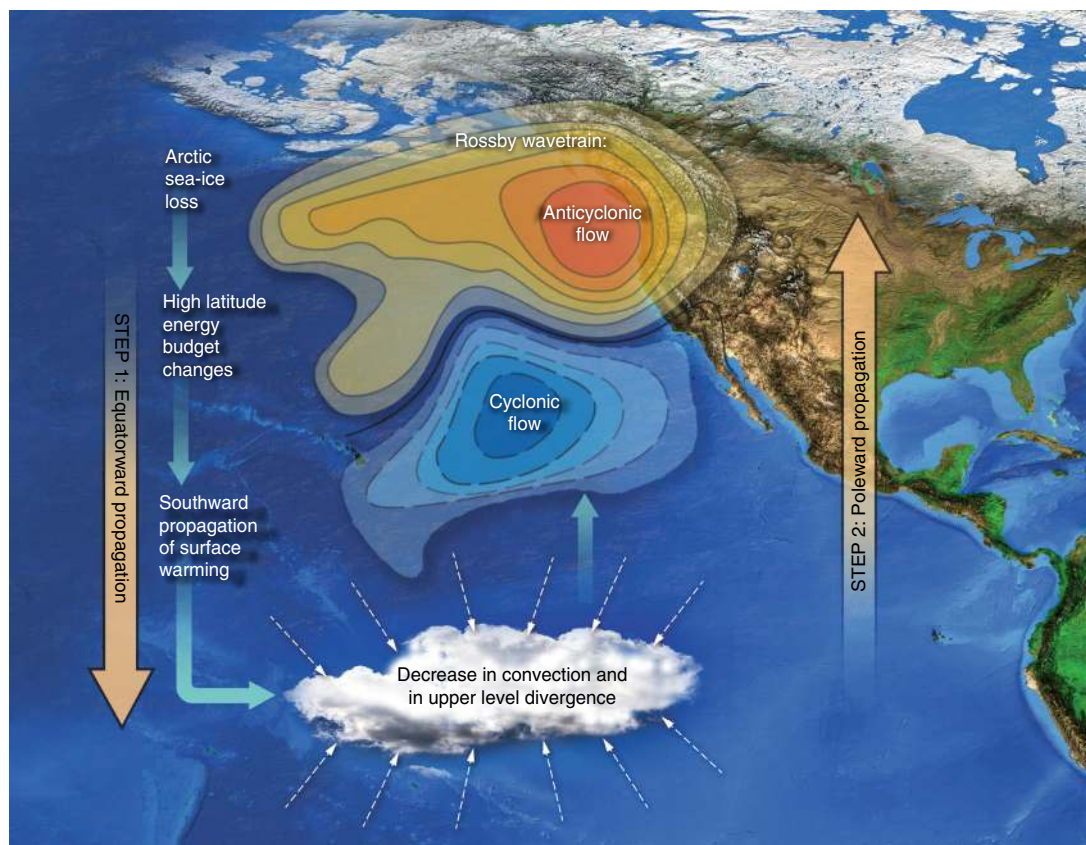 Rossby wavetrain:
Arctic
sea-ice
loss
Anticyclonic
flow
High latitude
energy
budget
changes
STEP 1: Equatorward propagation
Cyclonic
flow
STEP 2: Poleward propagation
Southward
propagation
of surface
warming
Decrease in convection and
in upper level divergence